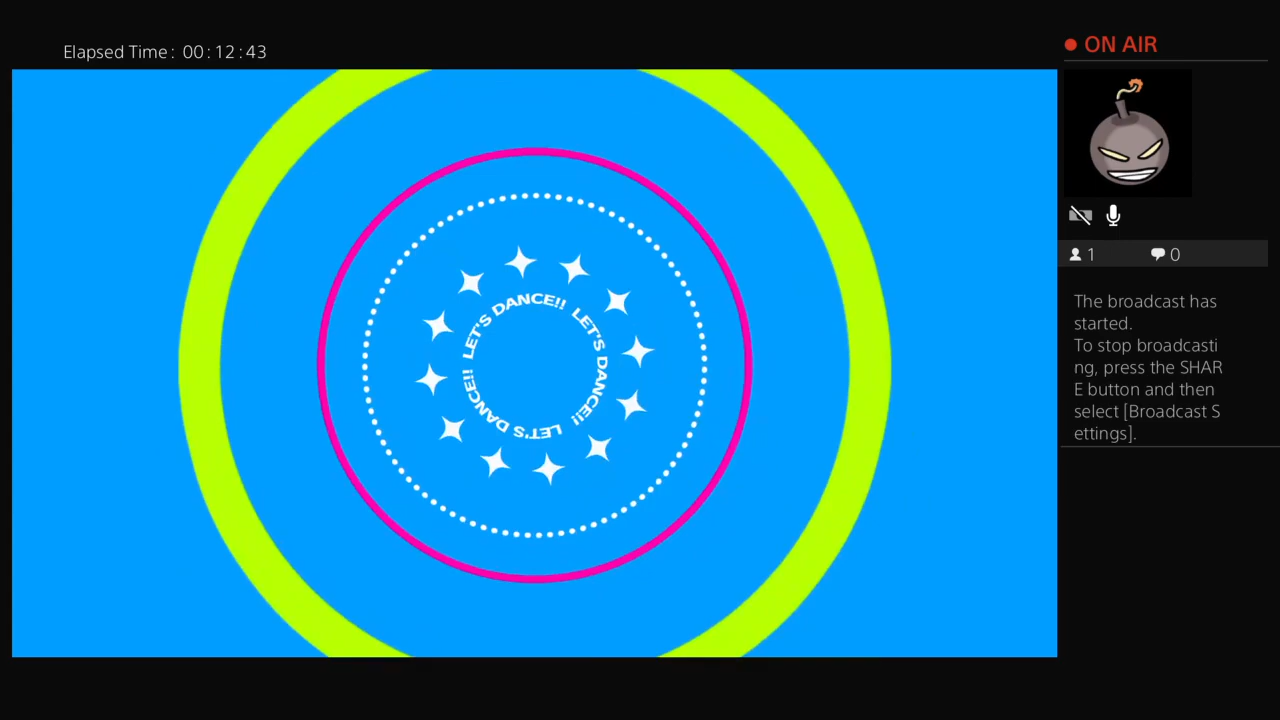 Elapsed Time: 00:12:43
ON AIR
LET'S DANCE!! LET'S DANCE!! LET'S DANCE!!
1 0
The broadcast has
started.
To stop broadcasti
ng, press the SHAR
E button and then
select [Broadcast S
ettings].